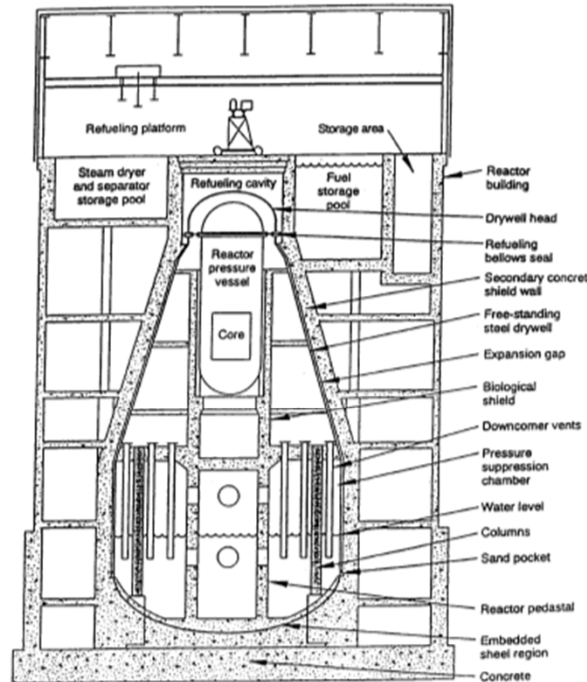 Refueling platform
Storage area
Steam dryer
and separator
storage pool
Refueling cavity
Fuel
storage
pool
Reactor
building
Drywell head
Refueling
bellows seal
Reactor
pressure
vessel
Secondary concret
shield wall
Free-standing
steel drywell
Core
Expansion gap
Biological
shield
Downcomer vents
Pressure
suppression
chamber
Water level
Columns
Sand pocket
Reactor pedastal
Embedded
sheel region
Concrete